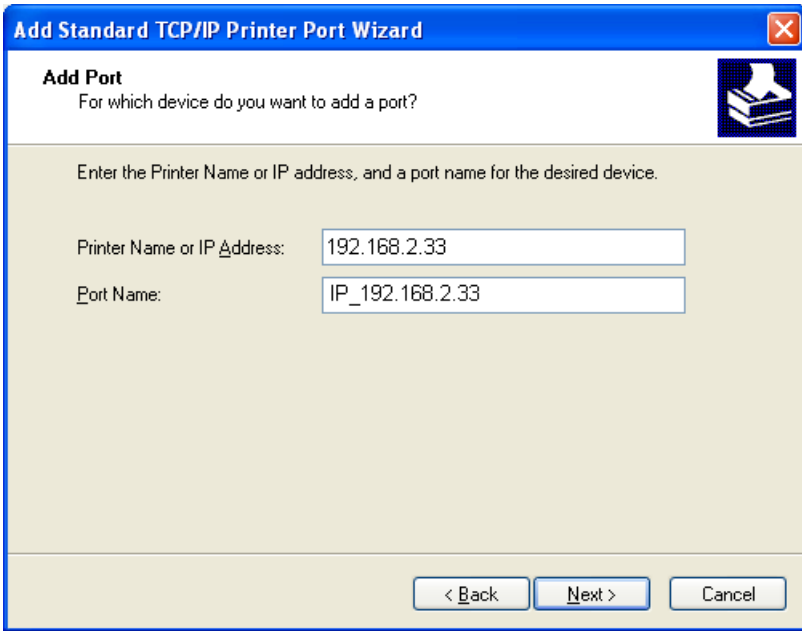 Add Standard TCP/IP Printer Port Wizard
Add Port
For which device do you want to add a port?
Enter the Printer Name or IP address, and a port name for the desired device.
Printer Name or IP Address: 192.168.2.33
Port Name: IP_192.168.2.33
< Back Next > Cancel